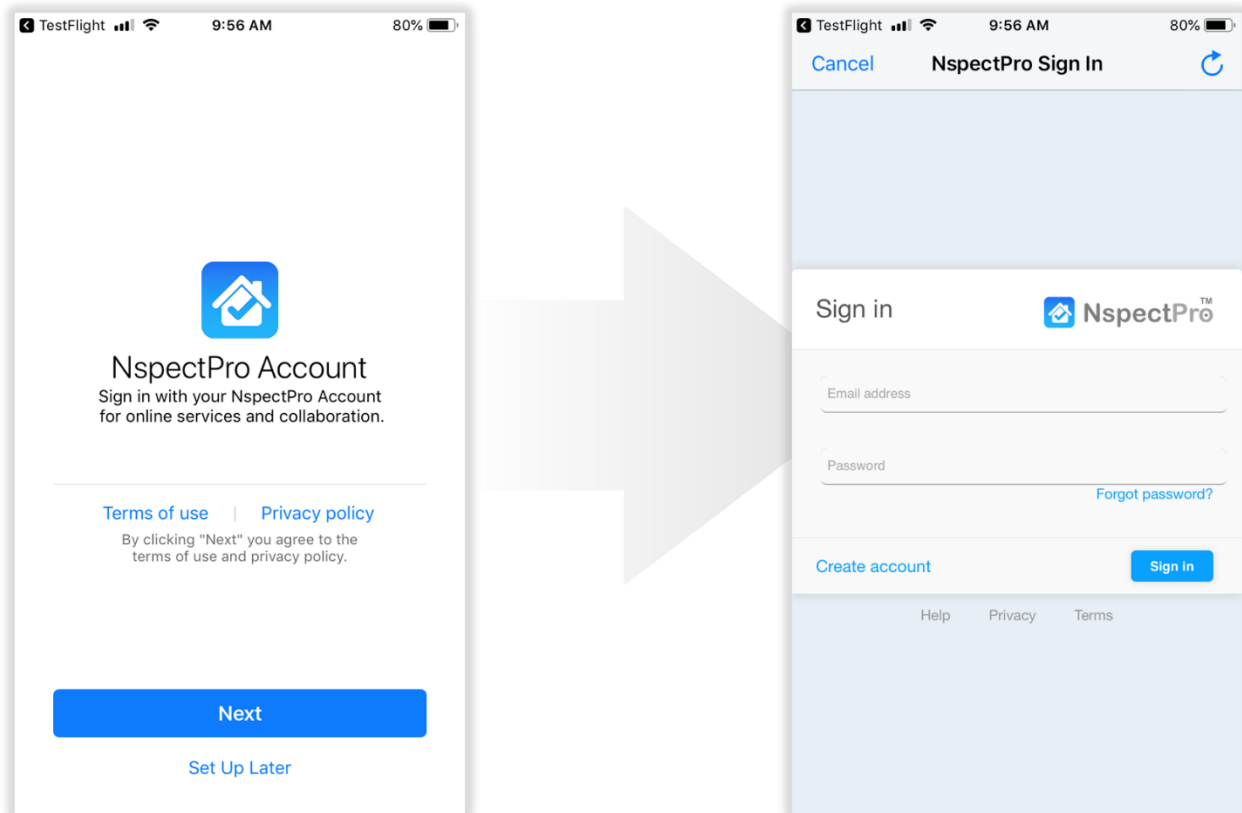 TestFlight 9:56 AM 80%
NspectPro Account
Sign in with your NspectPro Account
for online services and collaboration.
Terms of use | Privacy policy
By clicking "Next" you agree to the
terms of use and privacy policy.
Next
Set Up Later
TestFlight 9:56 AM 80%
Cancel NspectPro Sign In
Sign in NspectPro™
Email address
Password
Forgot password?
Create account Sign in
Help Privacy Terms